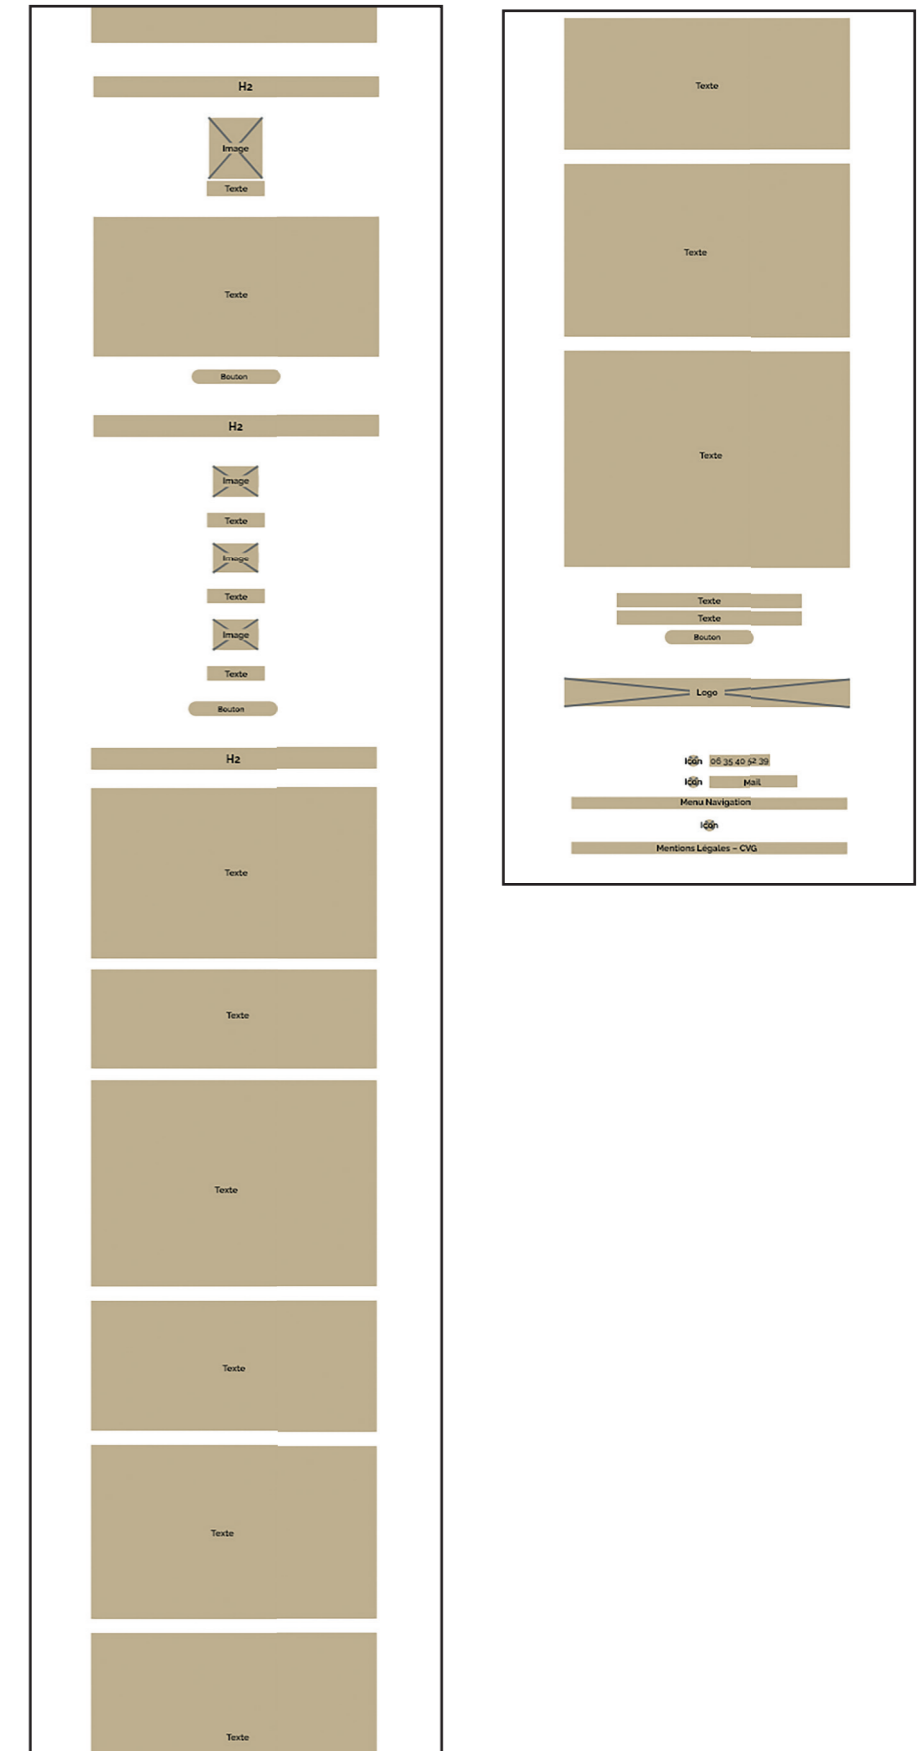 H2
Image
Texte
Texte
Bouton
H2
Image
Texte
Image
Texte
Image
Texte
Bouton
H2
Texte
Texte
Texte
Texte
Texte
Texte
Texte
Texte
Texte
Texte
Texte
Bouton
Logo
Icon 06 35 40 52 39
Icon Mail
Menu Navigation
Icon
Mentions Légales – CVG